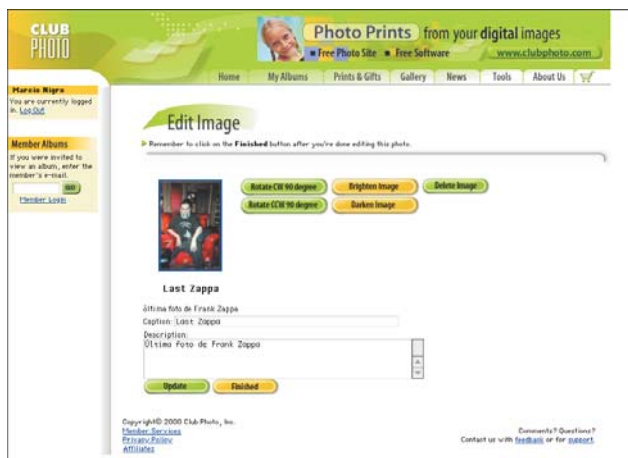 CLUB
PHOTO
Photo Prints from your digital images
Free Photo Site Free Software www.clubphoto.com
Home My Albums Prints & Gifts Gallery News Tools About Us
Marcio Nigro
You are currently logged
in. Log Out
Member Albums
If you were invited to
view an album, enter the
member's e-mail.
GO
Member Login
Edit Image
Remember to click on the Finished button after you're done editing this photo.
Rotate CW 90 degree Brighten Image Delete Image
Rotate CCW 90 degree Darken Image
Last Zappa
última foto de Frank Zappa
Caption: Last Zappa
Description:
Última foto de Frank Zappa
Update Finished
Copyright© 2000 Club Photo, Inc.
Member Services
Privacy Policy
Affiliates
Comments? Questions?
Contact us with feedback or for support.